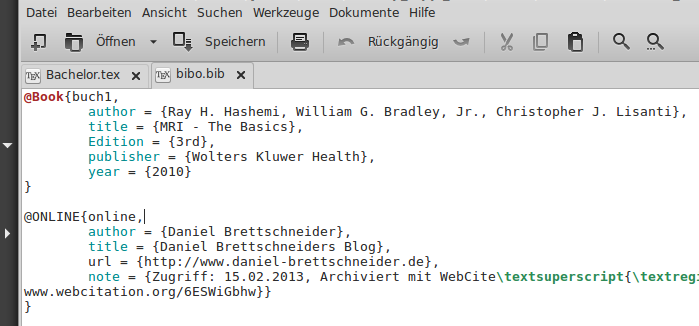 Datei Bearbeiten Ansicht Suchen Werkzeuge Dokumente Hilfe
Öffnen Speichern Rückgängig
Bachelor.tex bibo.bib
@Book{buch1,
author = {Ray H. Hashemi, William G. Bradley, Jr., Christopher J. Lisanti},
title = {MRI - The Basics},
Edition = {3rd},
publisher = {Wolters Kluwer Health},
year = {2010}
}
@ONLINE{online,
author = {Daniel Brettschneider},
title = {Daniel Brettschneiders Blog},
url = {http://www.daniel-brettschneider.de},
note = {Zugriff: 15.02.2013, Archiviert mit WebCite\textsuperscript{\textregi
www.webcitation.org/6ESWiGbhw}}
}